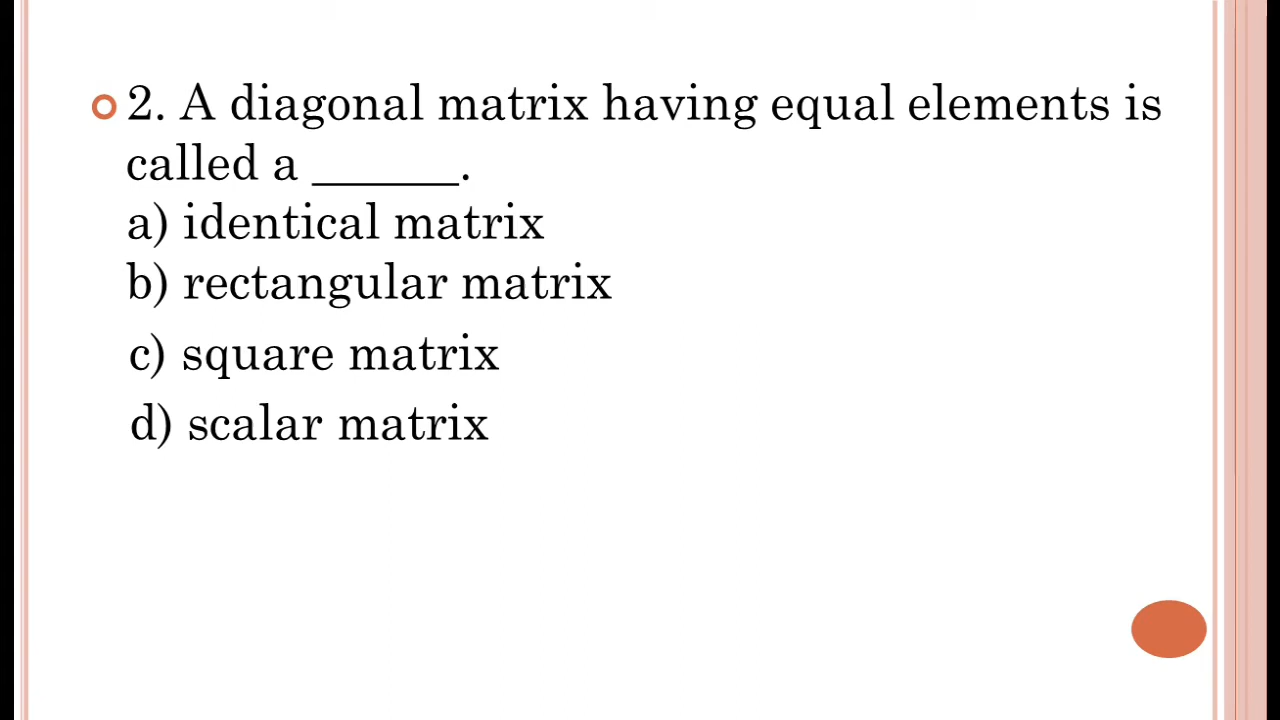 2. A diagonal matrix having equal elements is
called a ______.
a) identical matrix
b) rectangular matrix
c) square matrix
d) scalar matrix